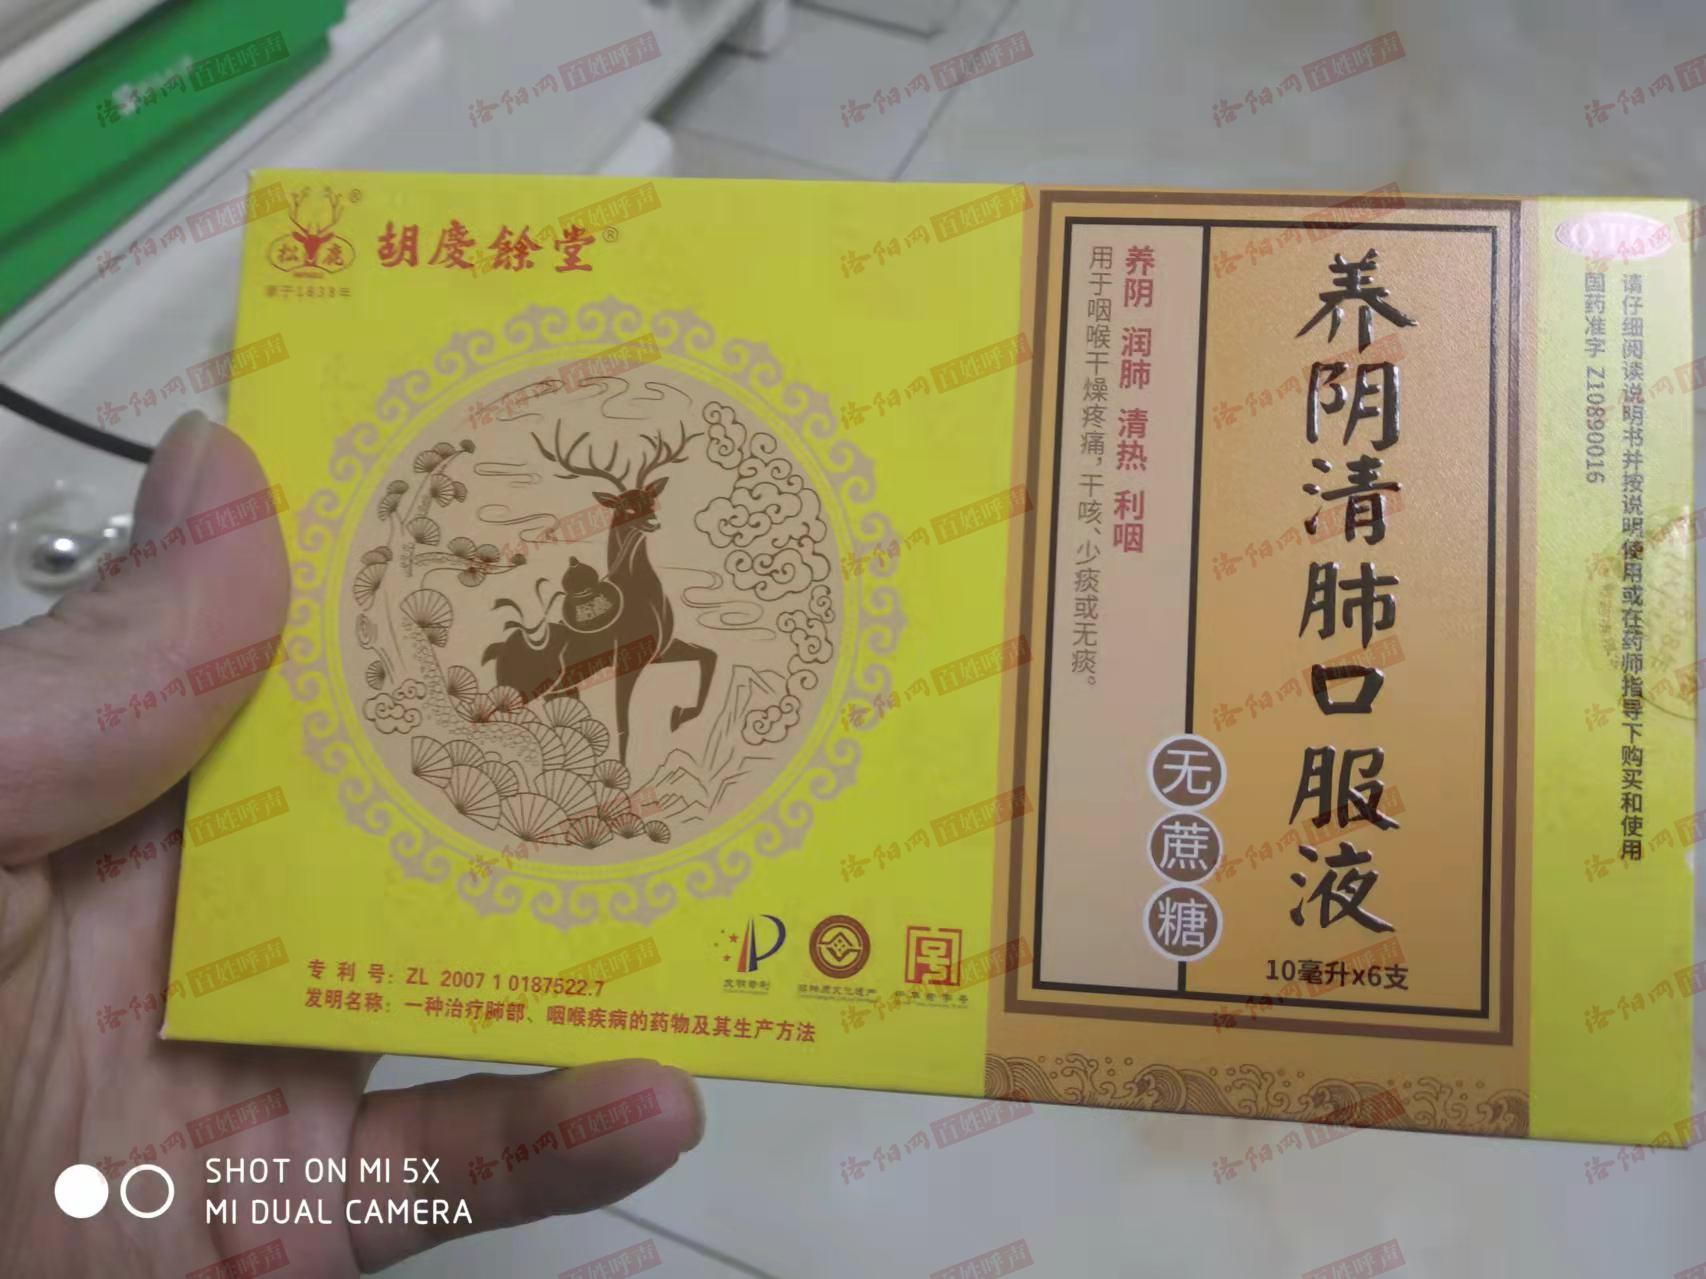 松鹿
胡慶餘堂
专利号：ZL 2007 1 0187522.7
发明名称：一种治疗肺部、咽喉疾病的药物及其生产方法
发明专利
养阴 润肺 清热 利咽
用于咽喉干燥疼痛，干咳、少痰或无痰。
无蔗糖
养阴清肺口服液
10毫升x6支
OTC
请仔细阅读说明书并按说明使用或在药师指导下购买和使用
国药准字 Z10890016
SHOT ON MI 5X
MI DUAL CAMERA
洛阳网 百姓呼声